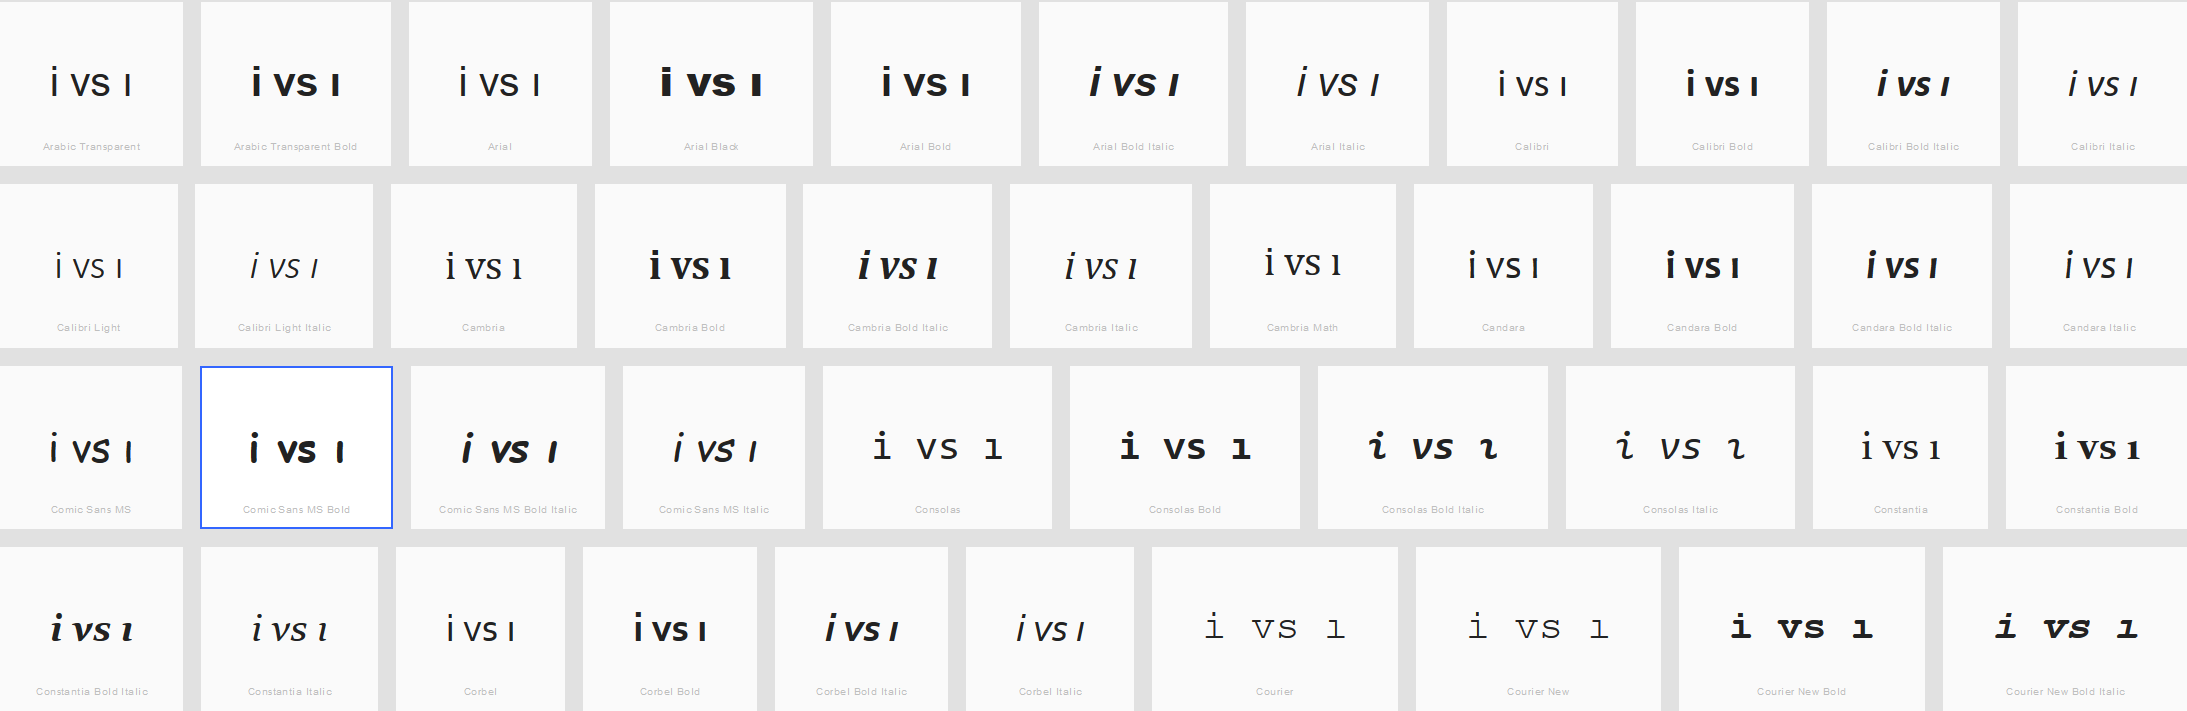 i vs ı
Arabic Transparent
i vs ı
Arabic Transparent Bold
i vs ı
Arial
i vs ı
Arial Black
i vs ı
Arial Bold
i vs ı
Arial Bold Italic
i vs ı
Arial Italic
i vs ı
Calibri
i vs ı
Calibri Bold
i vs ı
Calibri Bold Italic
i vs ı
Calibri Italic
i vs ı
Calibri Light
i vs ı
Calibri Light Italic
i vs ı
Cambria
i vs ı
Cambria Bold
i vs ı
Cambria Bold Italic
i vs ı
Cambria Italic
i vs ı
Cambria Math
i vs ı
Candara
i vs ı
Candara Bold
i vs ı
Candara Bold Italic
i vs ı
Candara Italic
i vs ı
Comic Sans MS
i vs ı
Comic Sans MS Bold
i vs ı
Comic Sans MS Bold Italic
i vs ı
Comic Sans MS Italic
i vs ı
Consolas
i vs ı
Consolas Bold
i vs ı
Consolas Bold Italic
i vs ı
Consolas Italic
i vs ı
Constantia
i vs ı
Constantia Bold
i vs ı
Constantia Bold Italic
i vs ı
Constantia Italic
i vs ı
Corbel
i vs ı
Corbel Bold
i vs ı
Corbel Bold Italic
i vs ı
Corbel Italic
i vs ı
Courier
i vs ı
Courier New
i vs ı
Courier New Bold
i vs ı
Courier New Bold Italic